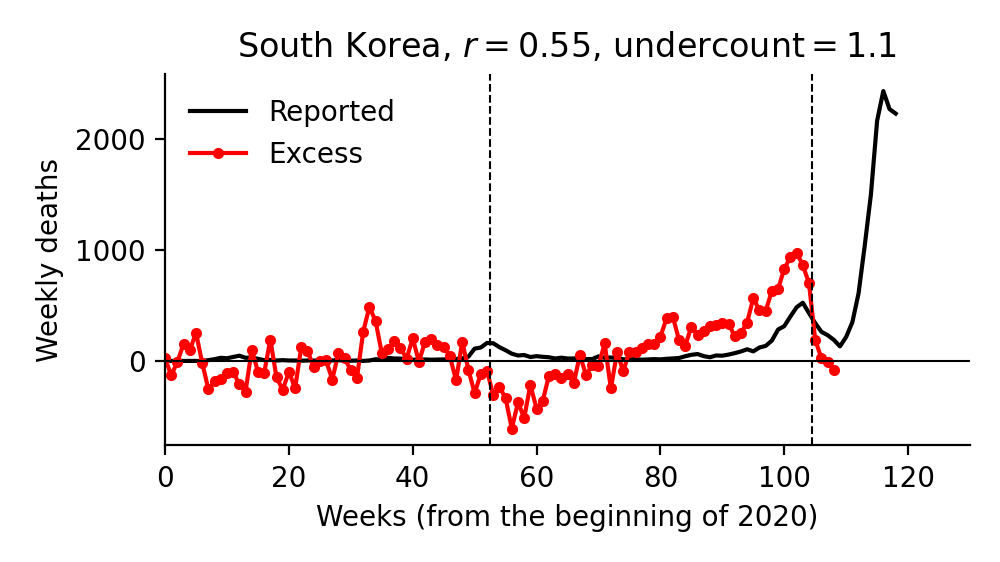 South Korea, r = 0.55, undercount = 1.1
Reported
Excess
Weekly deaths
2000
1000
0
0 20 40 60 80 100 120
Weeks (from the beginning of 2020)